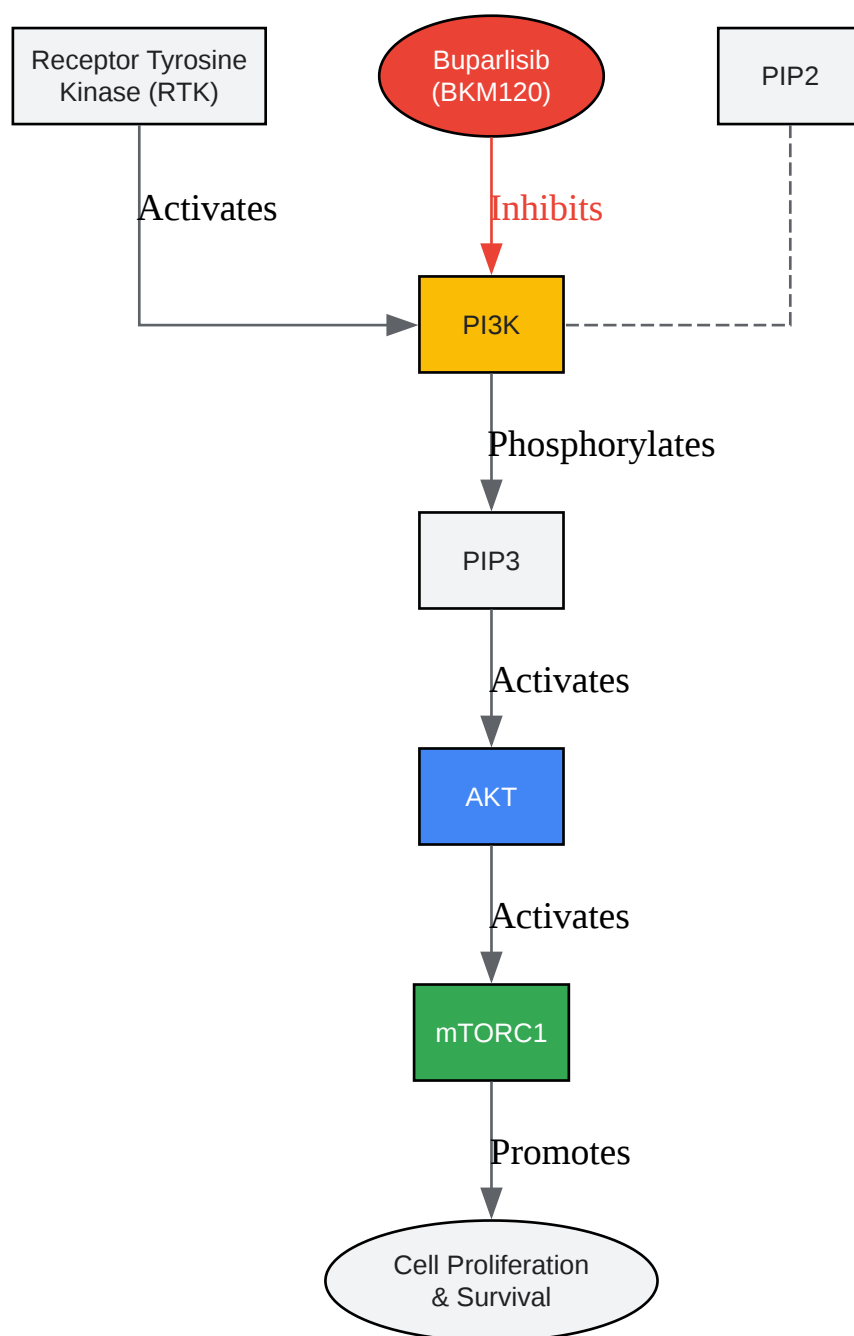 Receptor Tyrosine
Kinase (RTK)
Buparlisib
(BKM120)
PIP2
Activates
Inhibits
PI3K
Phosphorylates
PIP3
Activates
AKT
Activates
mTORC1
Promotes
Cell Proliferation
& Survival